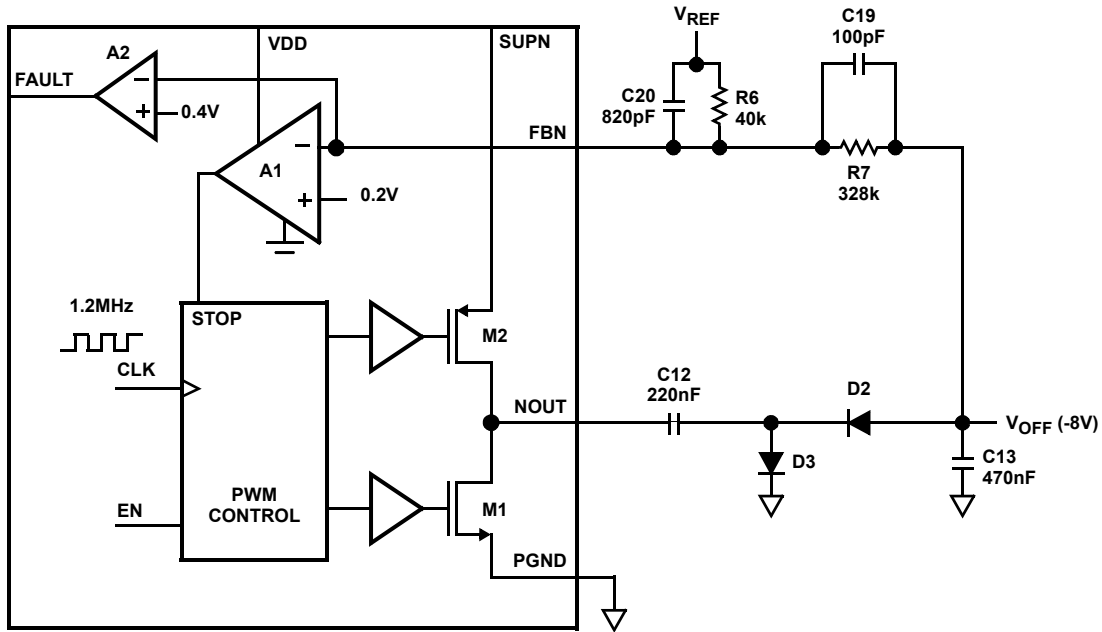 VDD
SUPN
A2
FAULT
−
+
0.4V
FBN
−
A1
+
0.2V
VREF
C20
820pF
R6
40k
C19
100pF
R7
328k
1.2MHz
STOP
CLK
EN
PWM
CONTROL
M2
NOUT
M1
PGND
C12
220nF
D2
D3
VOFF (-8V)
C13
470nF